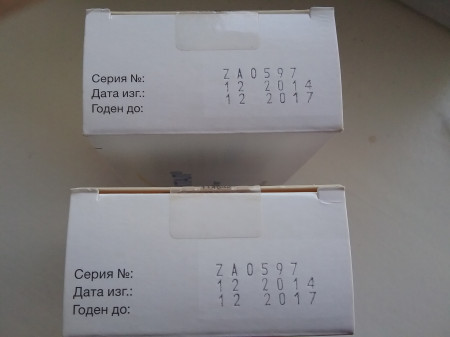 Серия №: ZA0597
Дата изг.: 12 2014
Годен до: 12 2017
Серия №: ZA0597
Дата изг.: 12 2014
Годен до: 12 2017